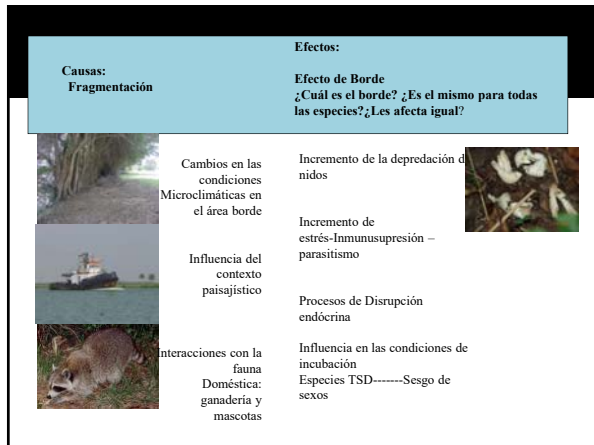 Causas:
Fragmentación
Efectos:
Efecto de Borde
¿Cuál es el borde? ¿Es el mismo para todas
las especies?¿Les afecta igual?
Cambios en las
condiciones
Microclimáticas en
el área borde
Influencia del
contexto
paisajístico
Interacciones con la
fauna
Doméstica:
ganadería y
mascotas
Incremento de la depredación d
nidos
Incremento de
estrés-Inmunusupresión –
parasitismo
Procesos de Disrupción
endócrina
Influencia en las condiciones de
incubación
Especies TSD-------Sesgo de
sexos